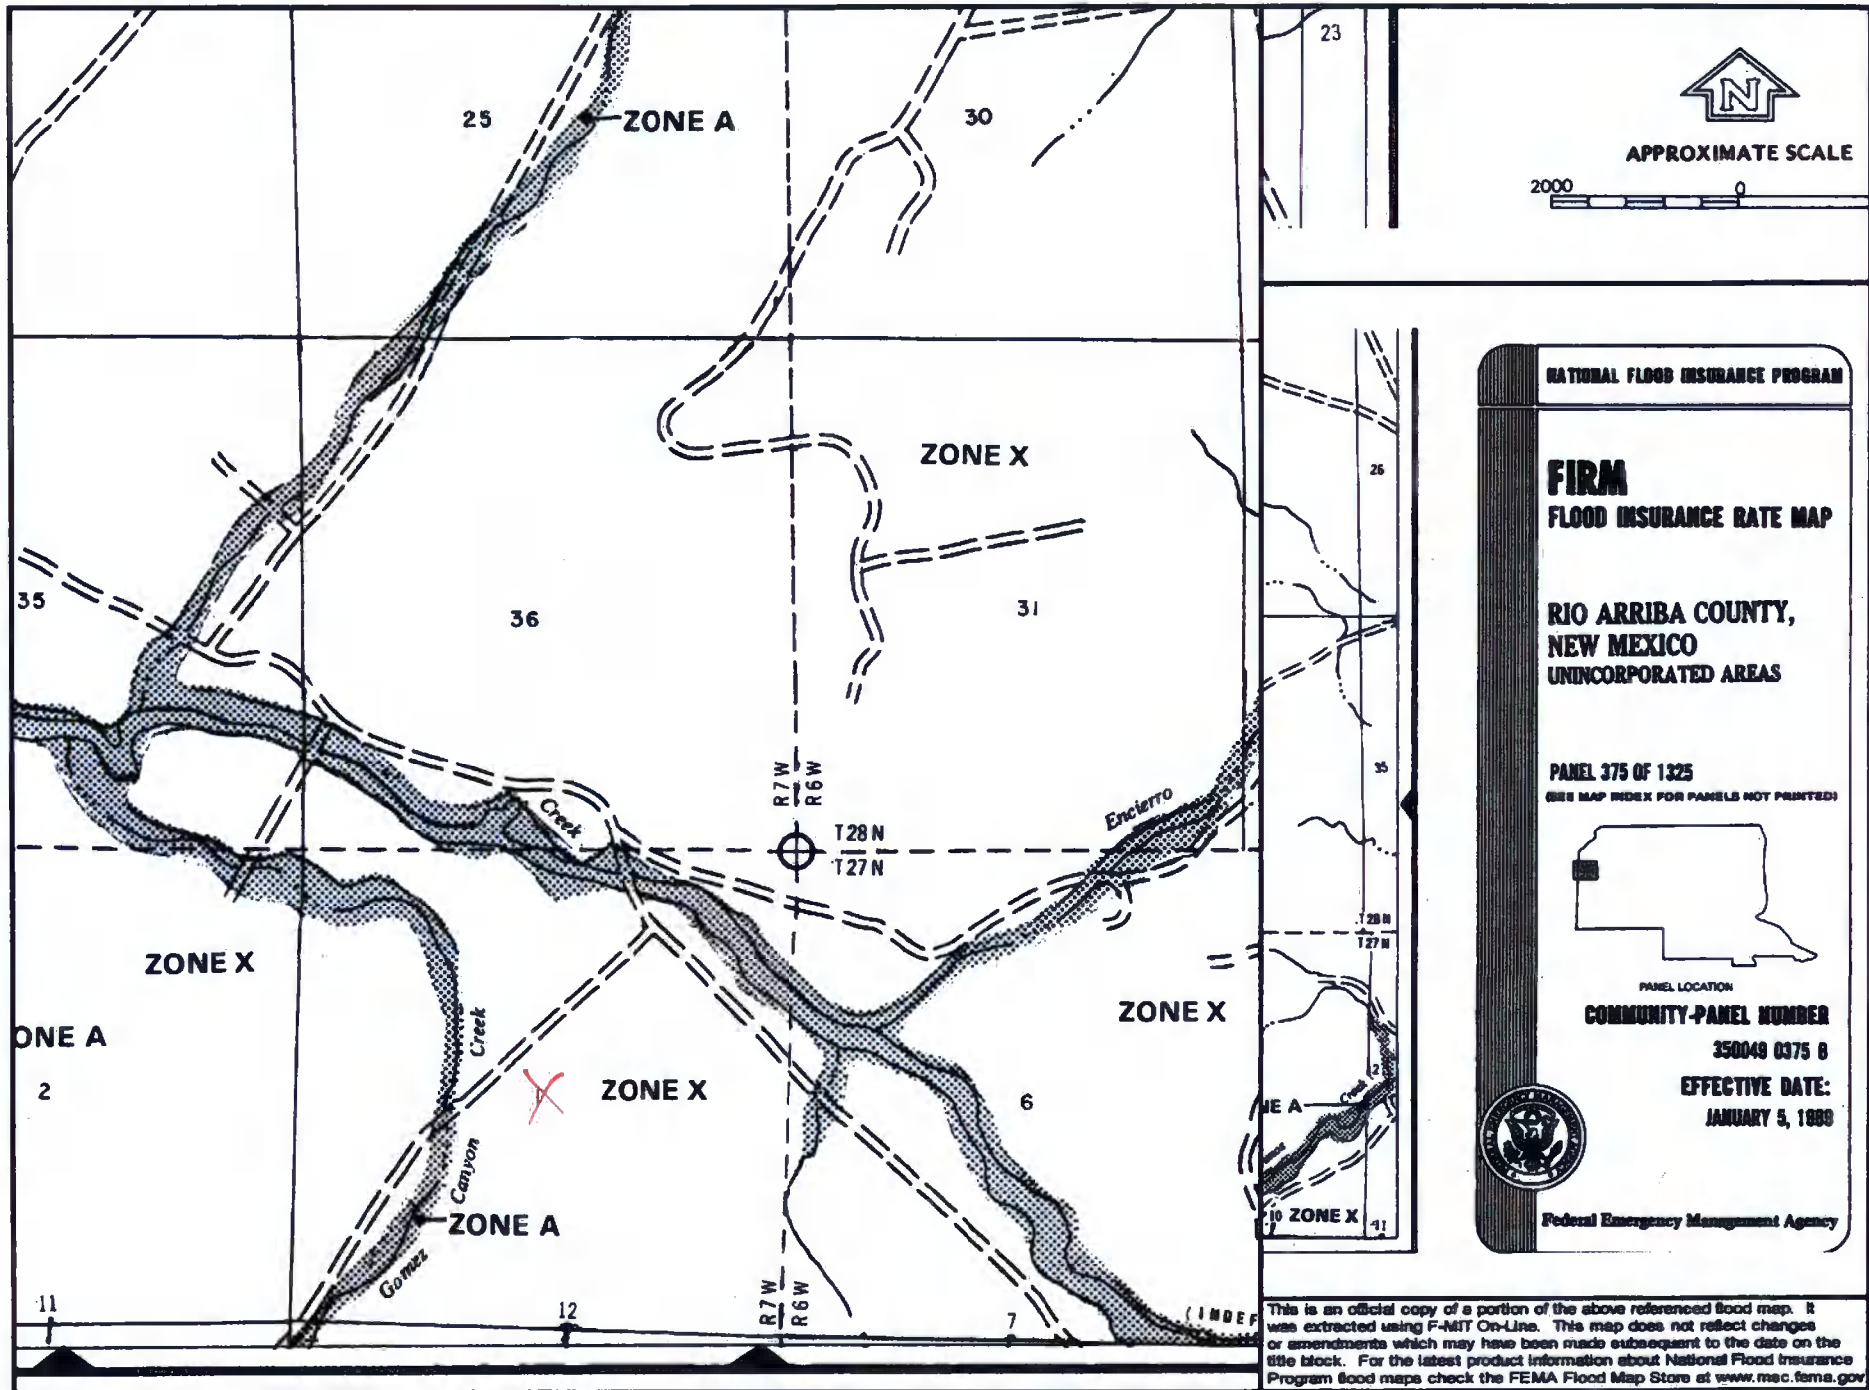 25
ZONE A
30
23
APPROXIMATE SCALE
2000
0
N
ZONE X
26
35
36
31
R7W
R6W
T28N
T27N
Creek
Encierro
35
T28N
T27N
ZONE X
ONE A
2
Creek
ZONE X
ZONE X
6
Canyon
ZONE A
Gomez
11
12
R7W
R6W
7
(INDEF
2
Creek
NE A
10
ZONE X
11
NATIONAL FLOOD INSURANCE PROGRAM
FIRM
FLOOD INSURANCE RATE MAP
RIO ARRIBA COUNTY,
NEW MEXICO
UNINCORPORATED AREAS
PANEL 375 OF 1325
(SEE MAP INDEX FOR PANELS NOT PRINTED)
PANEL LOCATION
COMMUNITY-PANEL NUMBER
350049 0375 B
EFFECTIVE DATE:
JANUARY 5, 1989
Federal Emergency Management Agency
This is an official copy of a portion of the above referenced flood map. It
was extracted using F-MIT On-Line. This map does not reflect changes
or amendments which may have been made subsequent to the date on the
title block. For the latest product information about National Flood Insurance
Program flood maps check the FEMA Flood Map Store at www.msc.fema.gov